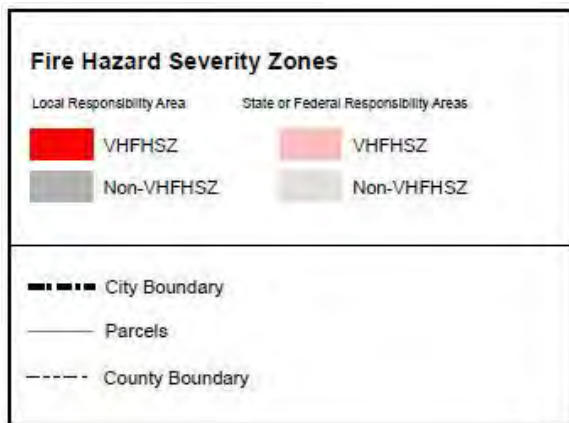 Fire Hazard Severity Zones
Local Responsibility Area State or Federal Responsibility Areas
VHFHSZ VHFHSZ
Non-VHFHSZ Non-VHFHSZ
City Boundary
Parcels
County Boundary